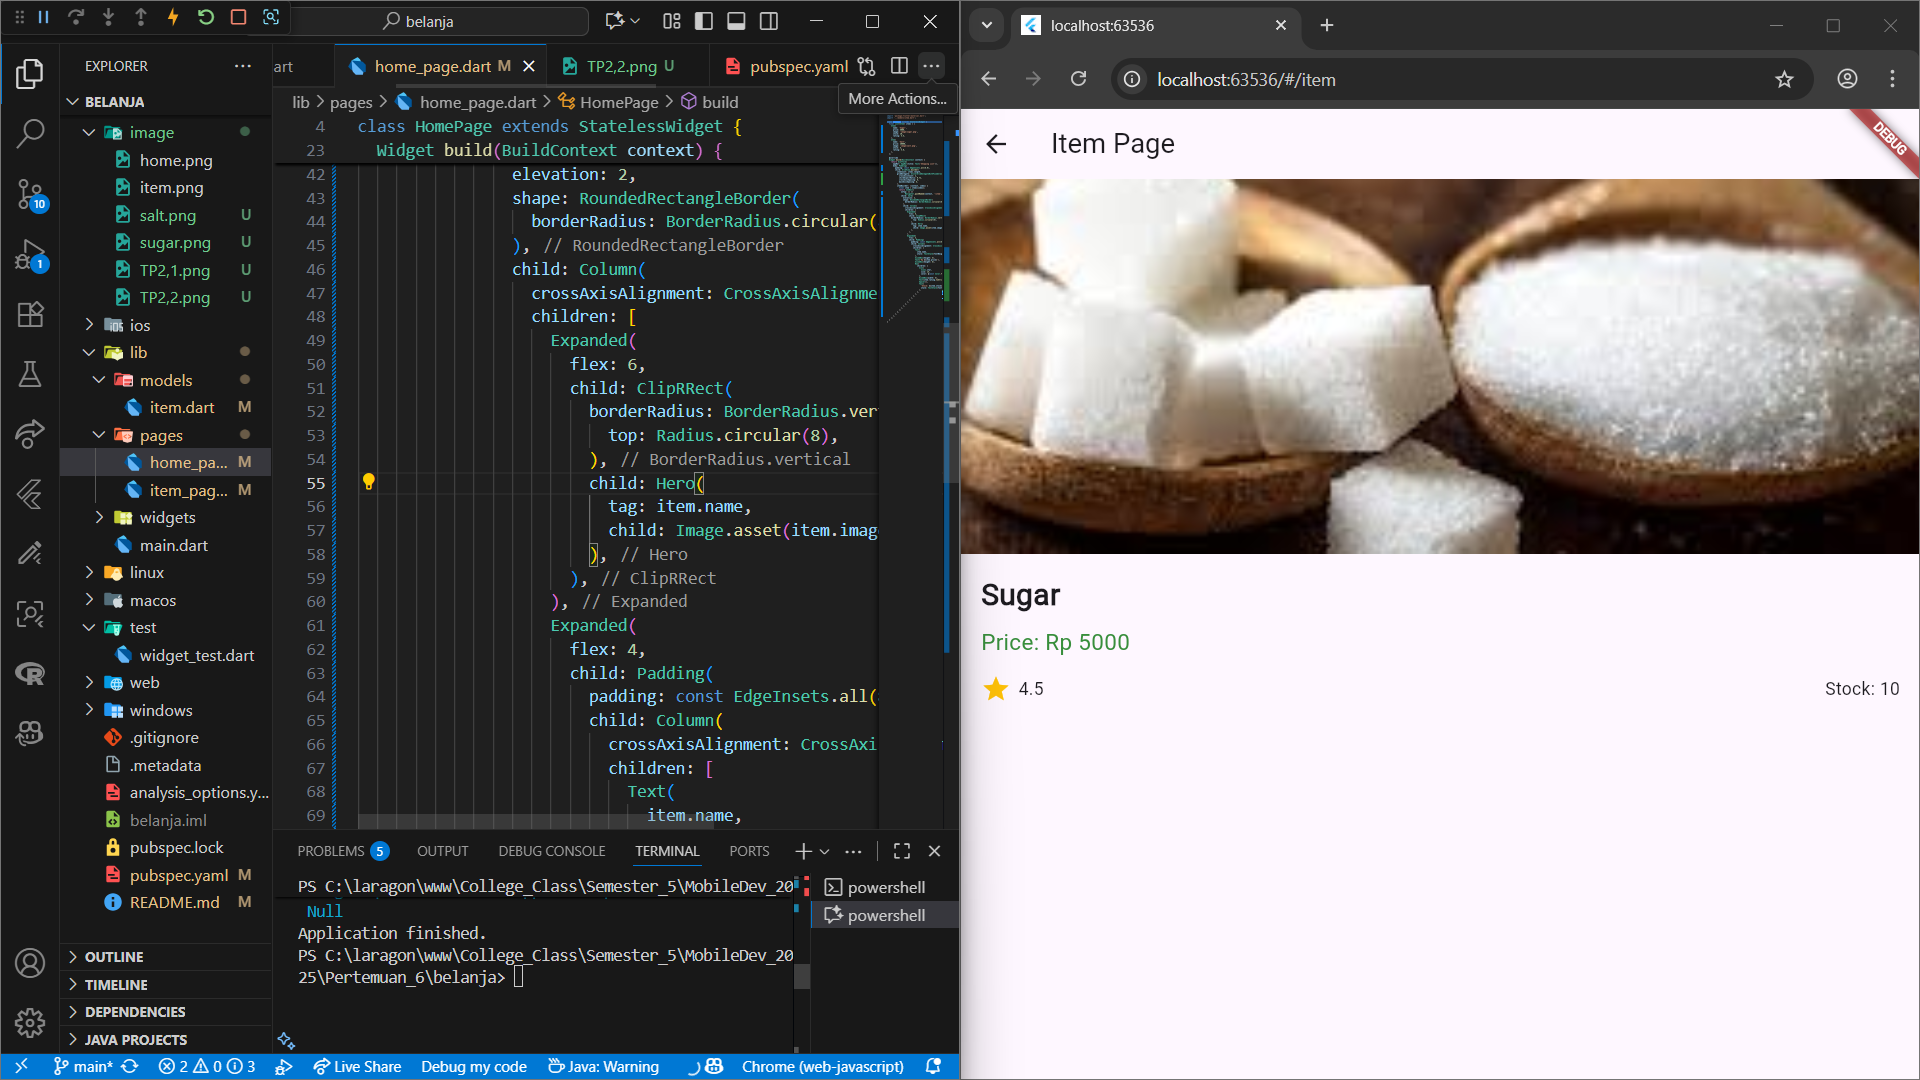 belanja
EXPLORER
BELANJA
image
home.png
item.png
salt.png U
sugar.png U
TP2,1.png U
TP2,2.png U
ios
lib
models
item.dart M
pages
home_pa... M
item_pag... M
widgets
main.dart
linux
macos
test
widget_test.dart
web
windows
.gitignore
.metadata
analysis_options.y...
belanja.iml
pubspec.lock
pubspec.yaml M
README.md M
OUTLINE
TIMELINE
DEPENDENCIES
JAVA PROJECTS
10
1
art
home_page.dart M
TP2,2.png U
pubspec.yaml
More Actions...
lib > pages > home_page.dart > HomePage > build
4 class HomePage extends StatelessWidget {
23 Widget build(BuildContext context) {
42 elevation: 2,
43 shape: RoundedRectangleBorder(
44 borderRadius: BorderRadius.circular(
45 ), // RoundedRectangleBorder
46 child: Column(
47 crossAxisAlignment: CrossAxisAlignme
48 children: [
49 Expanded(
50 flex: 6,
51 child: ClipRRect(
52 borderRadius: BorderRadius.ver
53 top: Radius.circular(8),
54 ), // BorderRadius.vertical
55 child: Hero(
56 tag: item.name,
57 child: Image.asset(item.imag
58 ), // Hero
59 ), // ClipRRect
60 ), // Expanded
61 Expanded(
62 flex: 4,
63 child: Padding(
64 padding: const EdgeInsets.all(
65 child: Column(
66 crossAxisAlignment: CrossAxi
67 children: [
68 Text(
69 item.name,
PROBLEMS 5 OUTPUT DEBUG CONSOLE TERMINAL PORTS
PS C:\laragon\www\College_Class\Semester_5\MobileDev_20
Null
Application finished.
PS C:\laragon\www\College_Class\Semester_5\MobileDev_20
25\Pertemuan_6\belanja>
powershell
powershell
main* 2 0 3 Live Share Debug my code Java: Warning Chrome (web-javascript)
localhost:63536
localhost:63536/#/item
Item Page
DEBUG
Sugar
Price: Rp 5000
4.5 Stock: 10